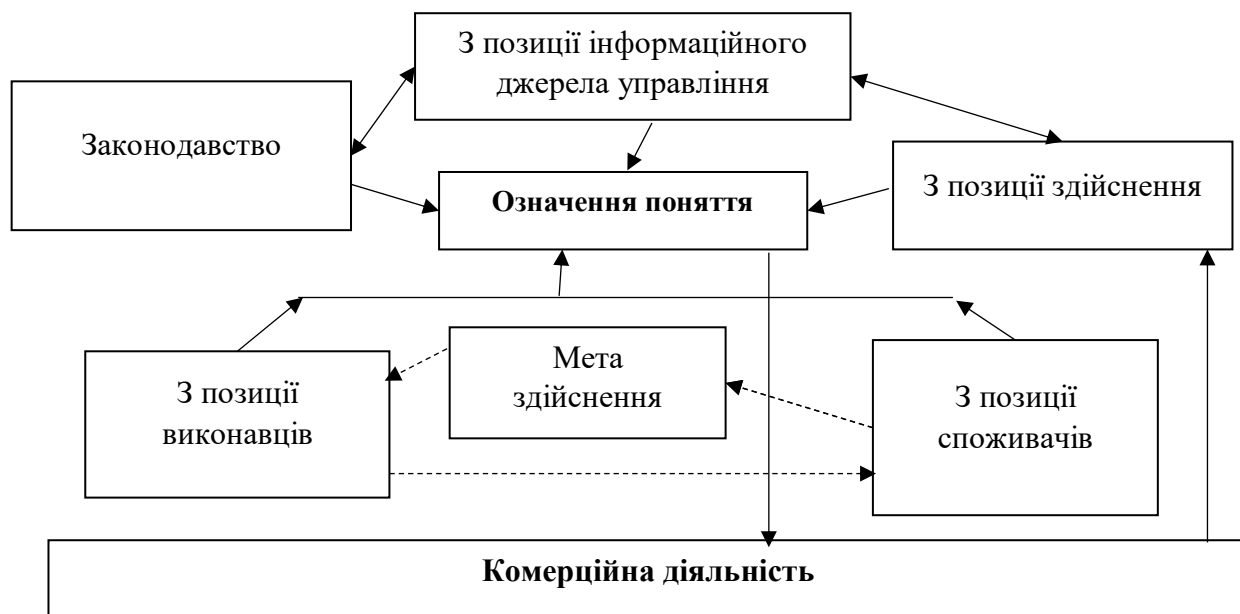 З позиції інформаційного
джерела управління
Законодавство
З позиції здійснення
Означення поняття
Мета
здійснення
З позиції
виконавців
З позиції
споживачів
Комерційна діяльність